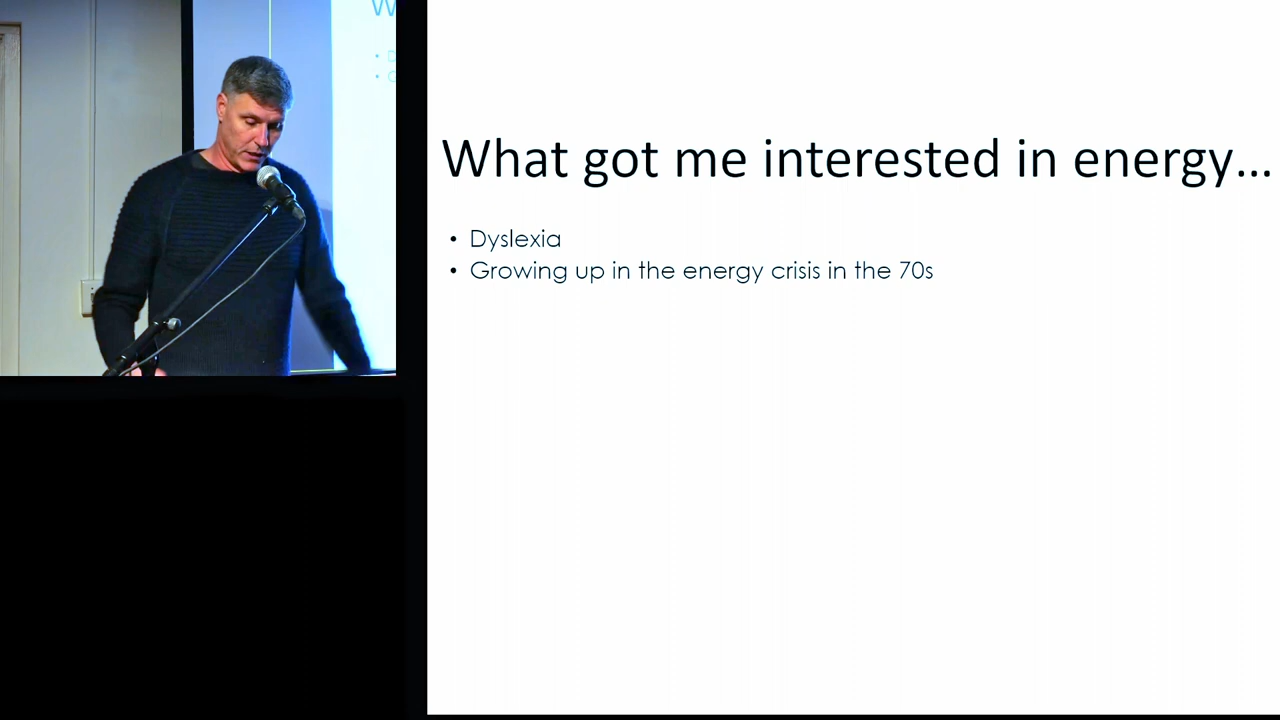 What got me interested in energy...
• Dyslexia
• Growing up in the energy crisis in the 70s